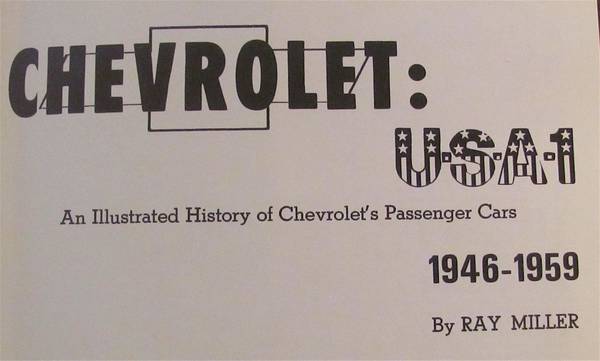 CHEVROLET:
U·S·A·1
An Illustrated History of Chevrolet's Passenger Cars
1946-1959
By RAY MILLER